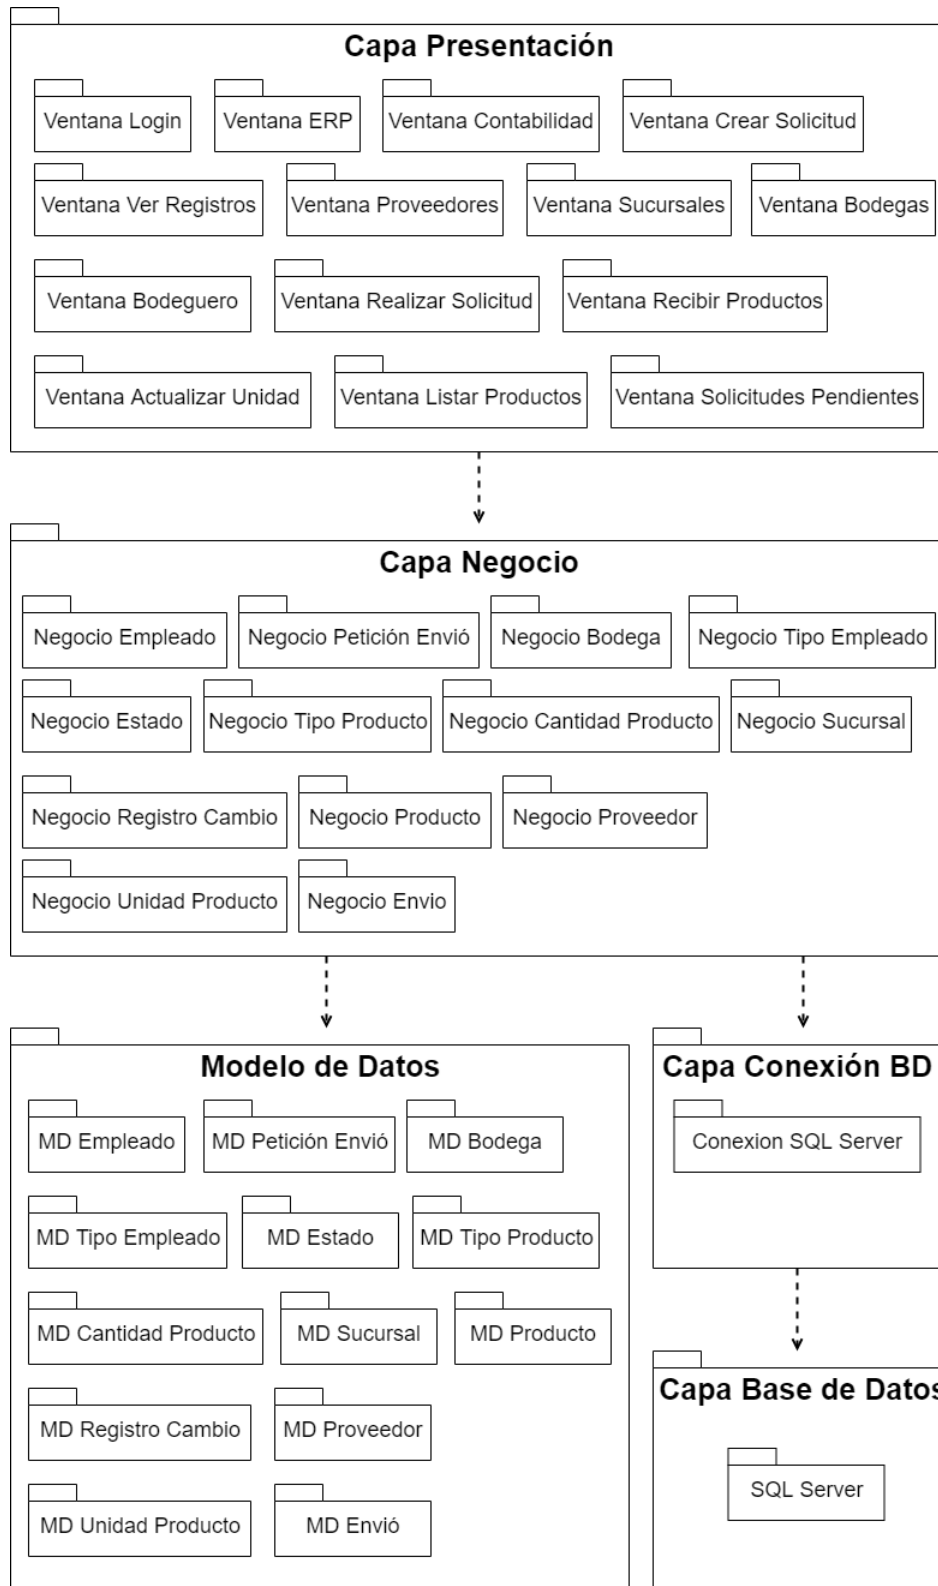 Capa Presentación
Ventana Login
Ventana ERP
Ventana Contabilidad
Ventana Crear Solicitud
Ventana Ver Registros
Ventana Proveedores
Ventana Sucursales
Ventana Bodegas
Ventana Bodeguero
Ventana Realizar Solicitud
Ventana Recibir Productos
Ventana Actualizar Unidad
Ventana Listar Productos
Ventana Solicitudes Pendientes
Capa Negocio
Negocio Empleado
Negocio Petición Envió
Negocio Bodega
Negocio Tipo Empleado
Negocio Estado
Negocio Tipo Producto
Negocio Cantidad Producto
Negocio Sucursal
Negocio Registro Cambio
Negocio Producto
Negocio Proveedor
Negocio Unidad Producto
Negocio Envio
Modelo de Datos
MD Empleado
MD Petición Envió
MD Bodega
MD Tipo Empleado
MD Estado
MD Tipo Producto
MD Cantidad Producto
MD Sucursal
MD Producto
MD Registro Cambio
MD Proveedor
MD Unidad Producto
MD Envió
Capa Conexión BD
Conexion SQL Server
Capa Base de Datos
SQL Server